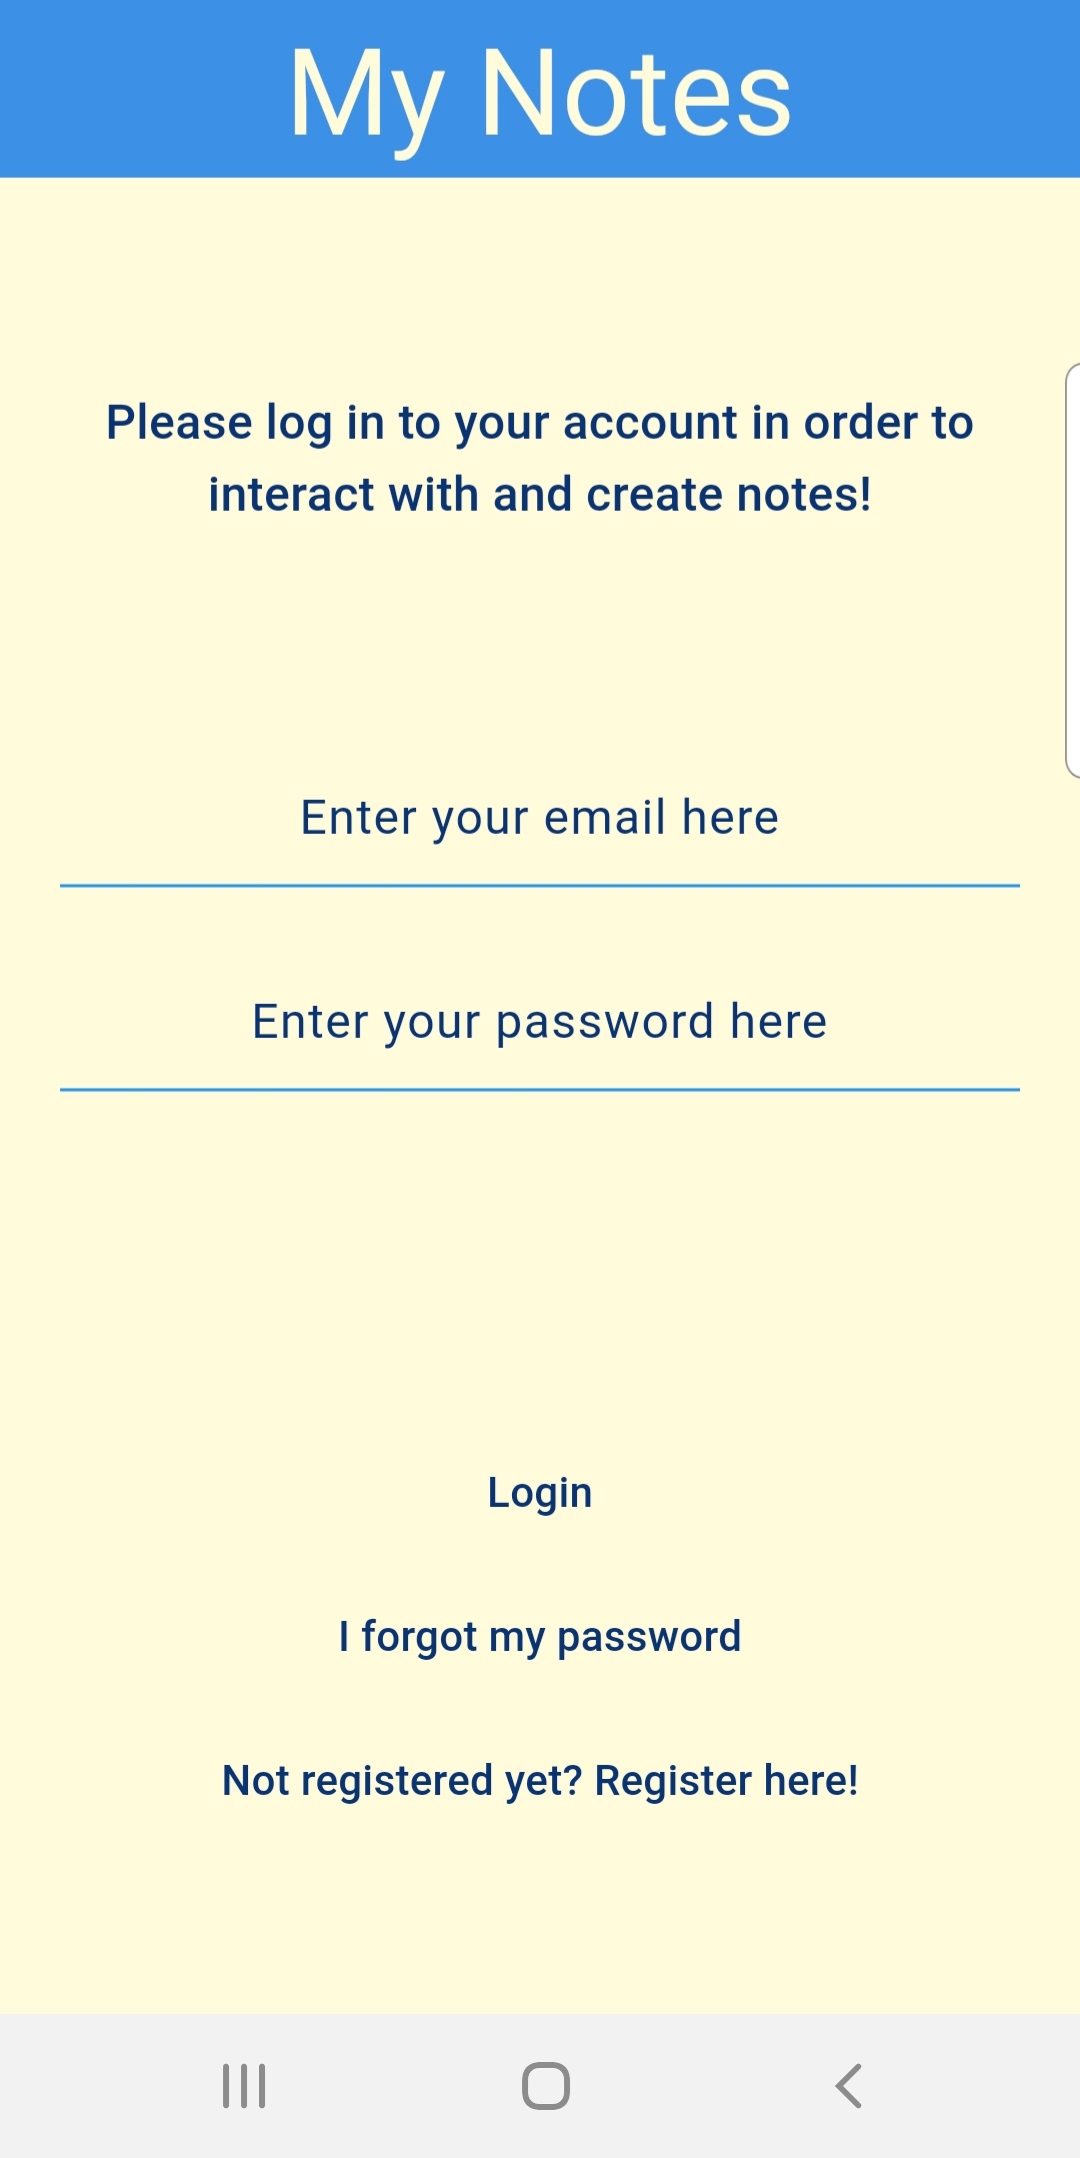 My Notes
Please log in to your account in order to
interact with and create notes!
Enter your email here
Enter your password here
Login
I forgot my password
Not registered yet? Register here!